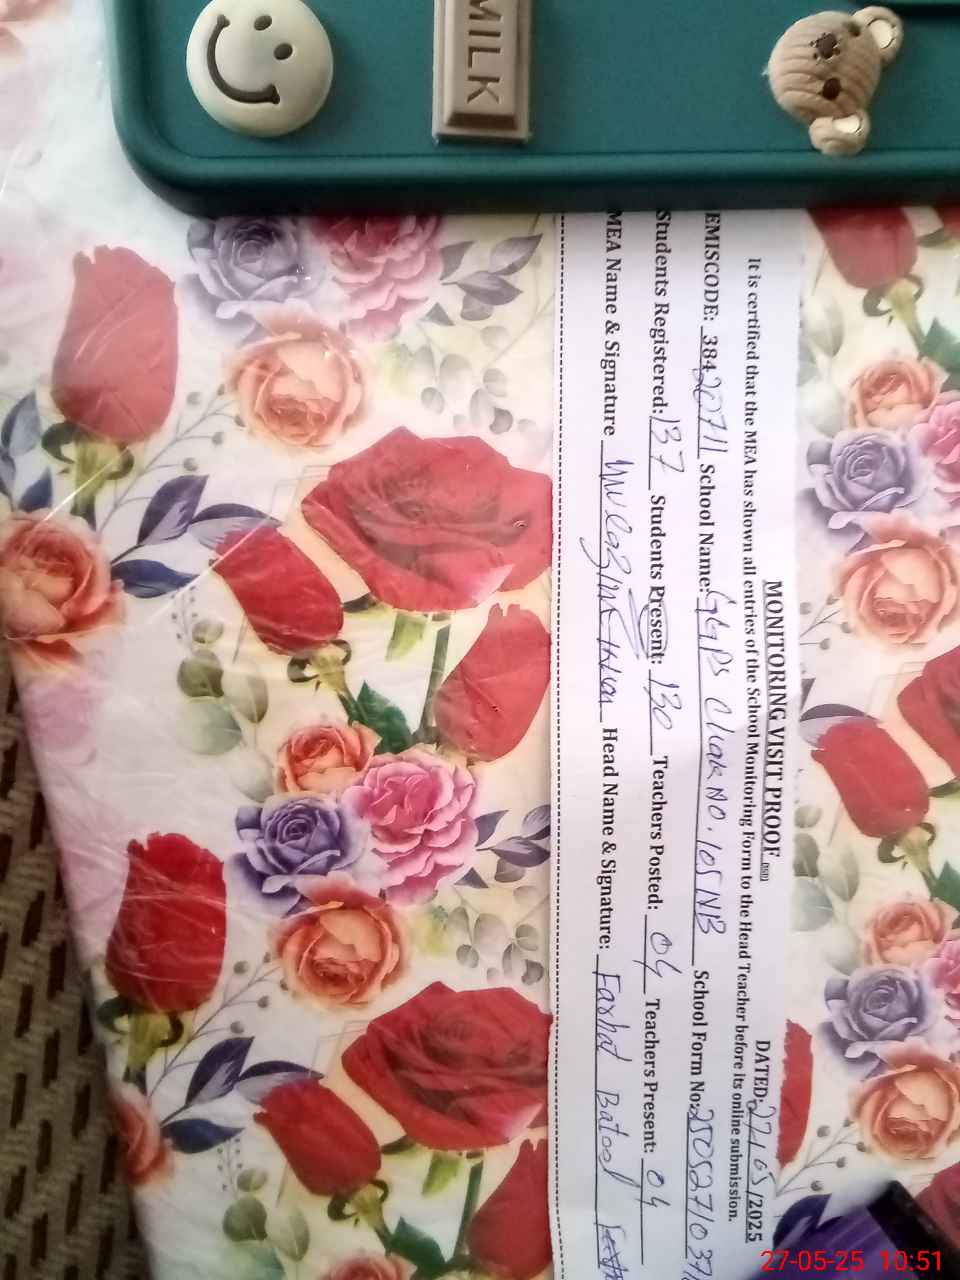 MILK
MONITORING VISIT PROOF
DATED: 27/05/2025
It is certified that the MEA has shown all entries of the School Monitoring Form to the Head Teacher before its online submission.
EMISCODE: 38420711 School Name: GGPS Chak No. 105 NB School Form No: 250527/037/
Students Registered: 137 Students Present: 130 Teachers Posted: 04 Teachers Present: 04
MEA Name & Signature Head Name & Signature: Farhat Batool
27-05-25 10:51